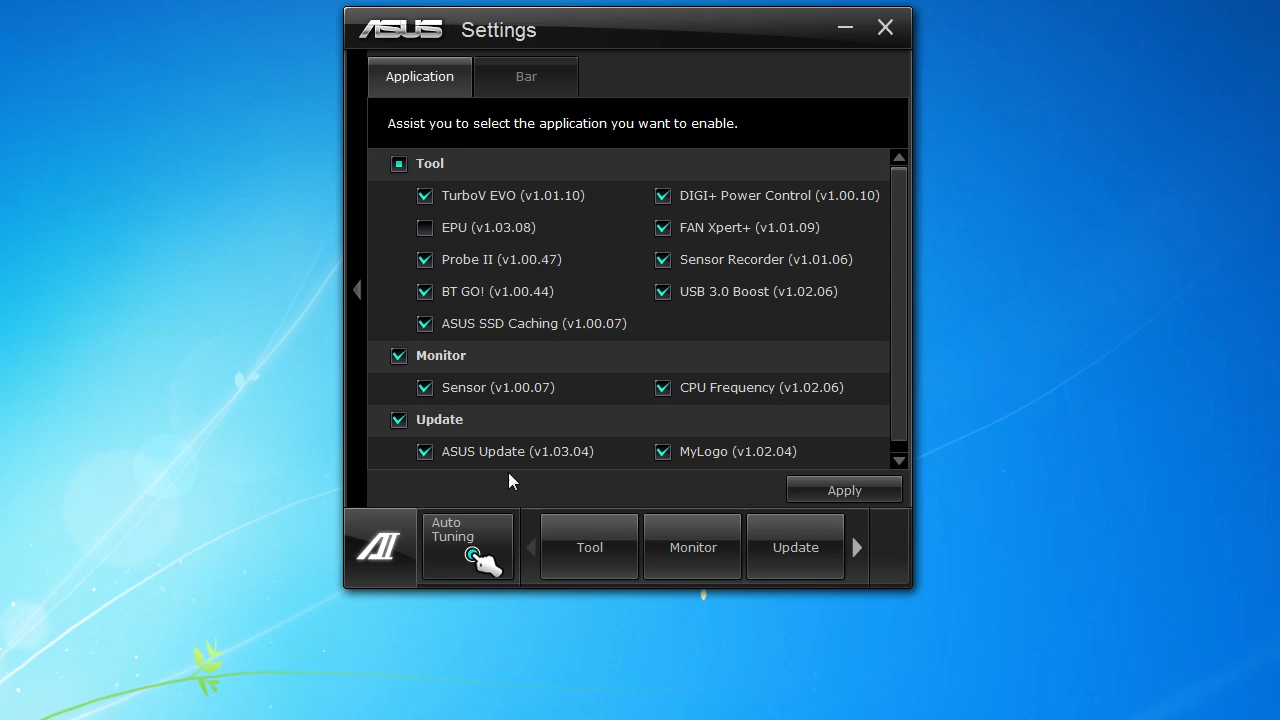 ASUS Settings
Application Bar
Assist you to select the application you want to enable.
Tool
TurboV EVO (v1.01.10) DIGI+ Power Control (v1.00.10)
EPU (v1.03.08) FAN Xpert+ (v1.01.09)
Probe II (v1.00.47) Sensor Recorder (v1.01.06)
BT GO! (v1.00.44) USB 3.0 Boost (v1.02.06)
ASUS SSD Caching (v1.00.07)
Monitor
Sensor (v1.00.07) CPU Frequency (v1.02.06)
Update
ASUS Update (v1.03.04) MyLogo (v1.02.04)
Apply
AI
Auto
Tuning
Tool Monitor Update